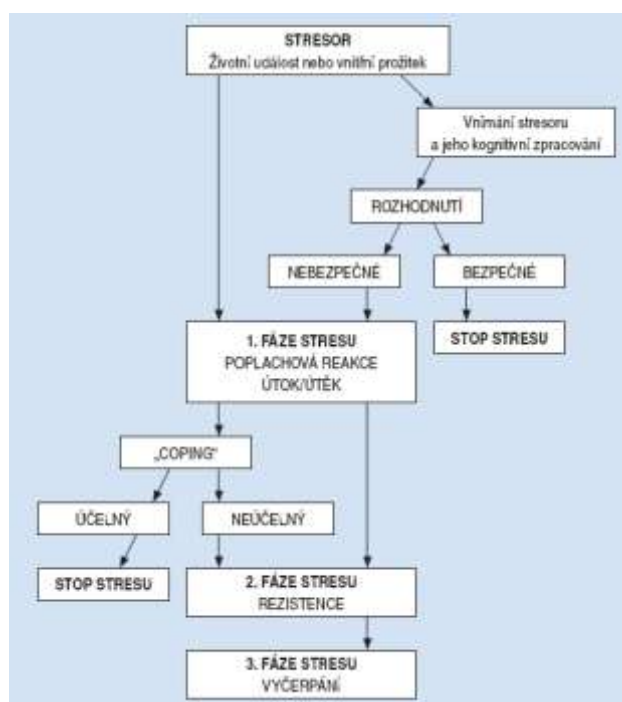 STRESOR
Životní událost nebo vnitřní prožitek
Vnímání stresoru
a jeho kognitivní zpracování
ROZHODNUTÍ
NEBEZPEČNÉ
BEZPEČNÉ
1. FÁZE STRESU
POPLACHOVÁ REAKCE
ÚTOK/ÚTĚK
STOP STRESU
„COPING“
ÚČELNÝ
NEÚČELNÝ
STOP STRESU
2. FÁZE STRESU
REZISTENCE
3. FÁZE STRESU
VYČERPÁNÍ